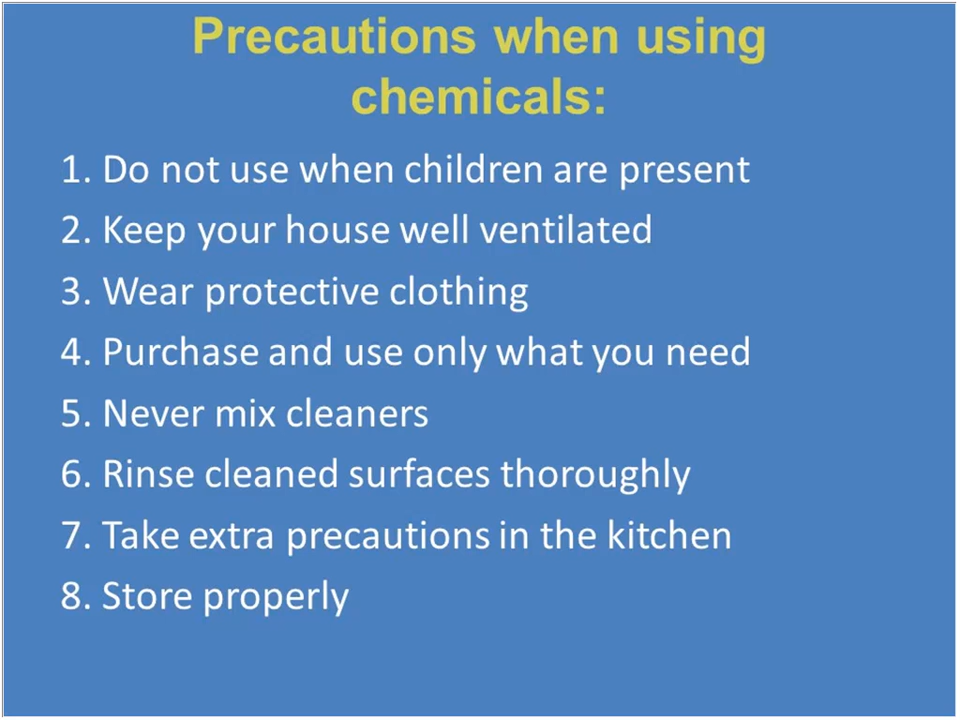 Precautions when using
chemicals:
1. Do not use when children are present
2. Keep your house well ventilated
3. Wear protective clothing
4. Purchase and use only what you need
5. Never mix cleaners
6. Rinse cleaned surfaces thoroughly
7. Take extra precautions in the kitchen
8. Store properly